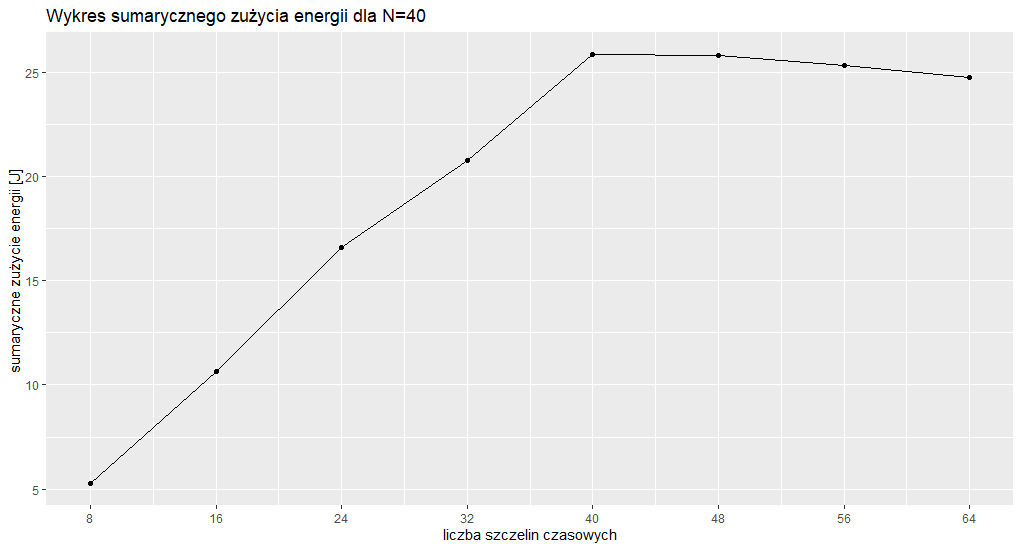 Wykres sumarycznego zużycia energii dla N=40
sumaryczne zużycie energii [J]
25
20
15
10
5
8 16 24 32 40 48 56 64
liczba szczelin czasowych